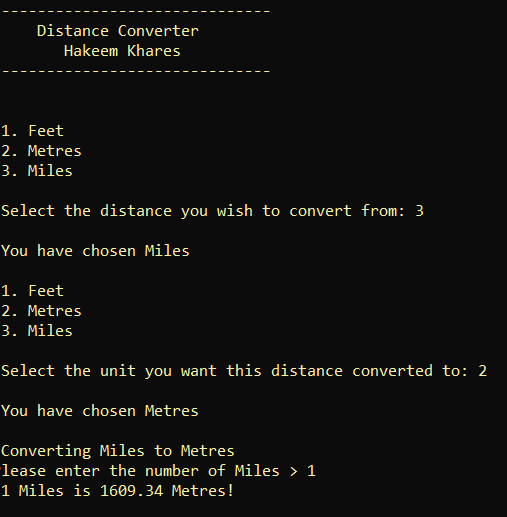 ------------------------------
Distance Converter
Hakeem Khares
------------------------------
1. Feet
2. Metres
3. Miles
Select the distance you wish to convert from: 3
You have chosen Miles
1. Feet
2. Metres
3. Miles
Select the unit you want this distance converted to: 2
You have chosen Metres
Converting Miles to Metres
Please enter the number of Miles > 1
1 Miles is 1609.34 Metres!